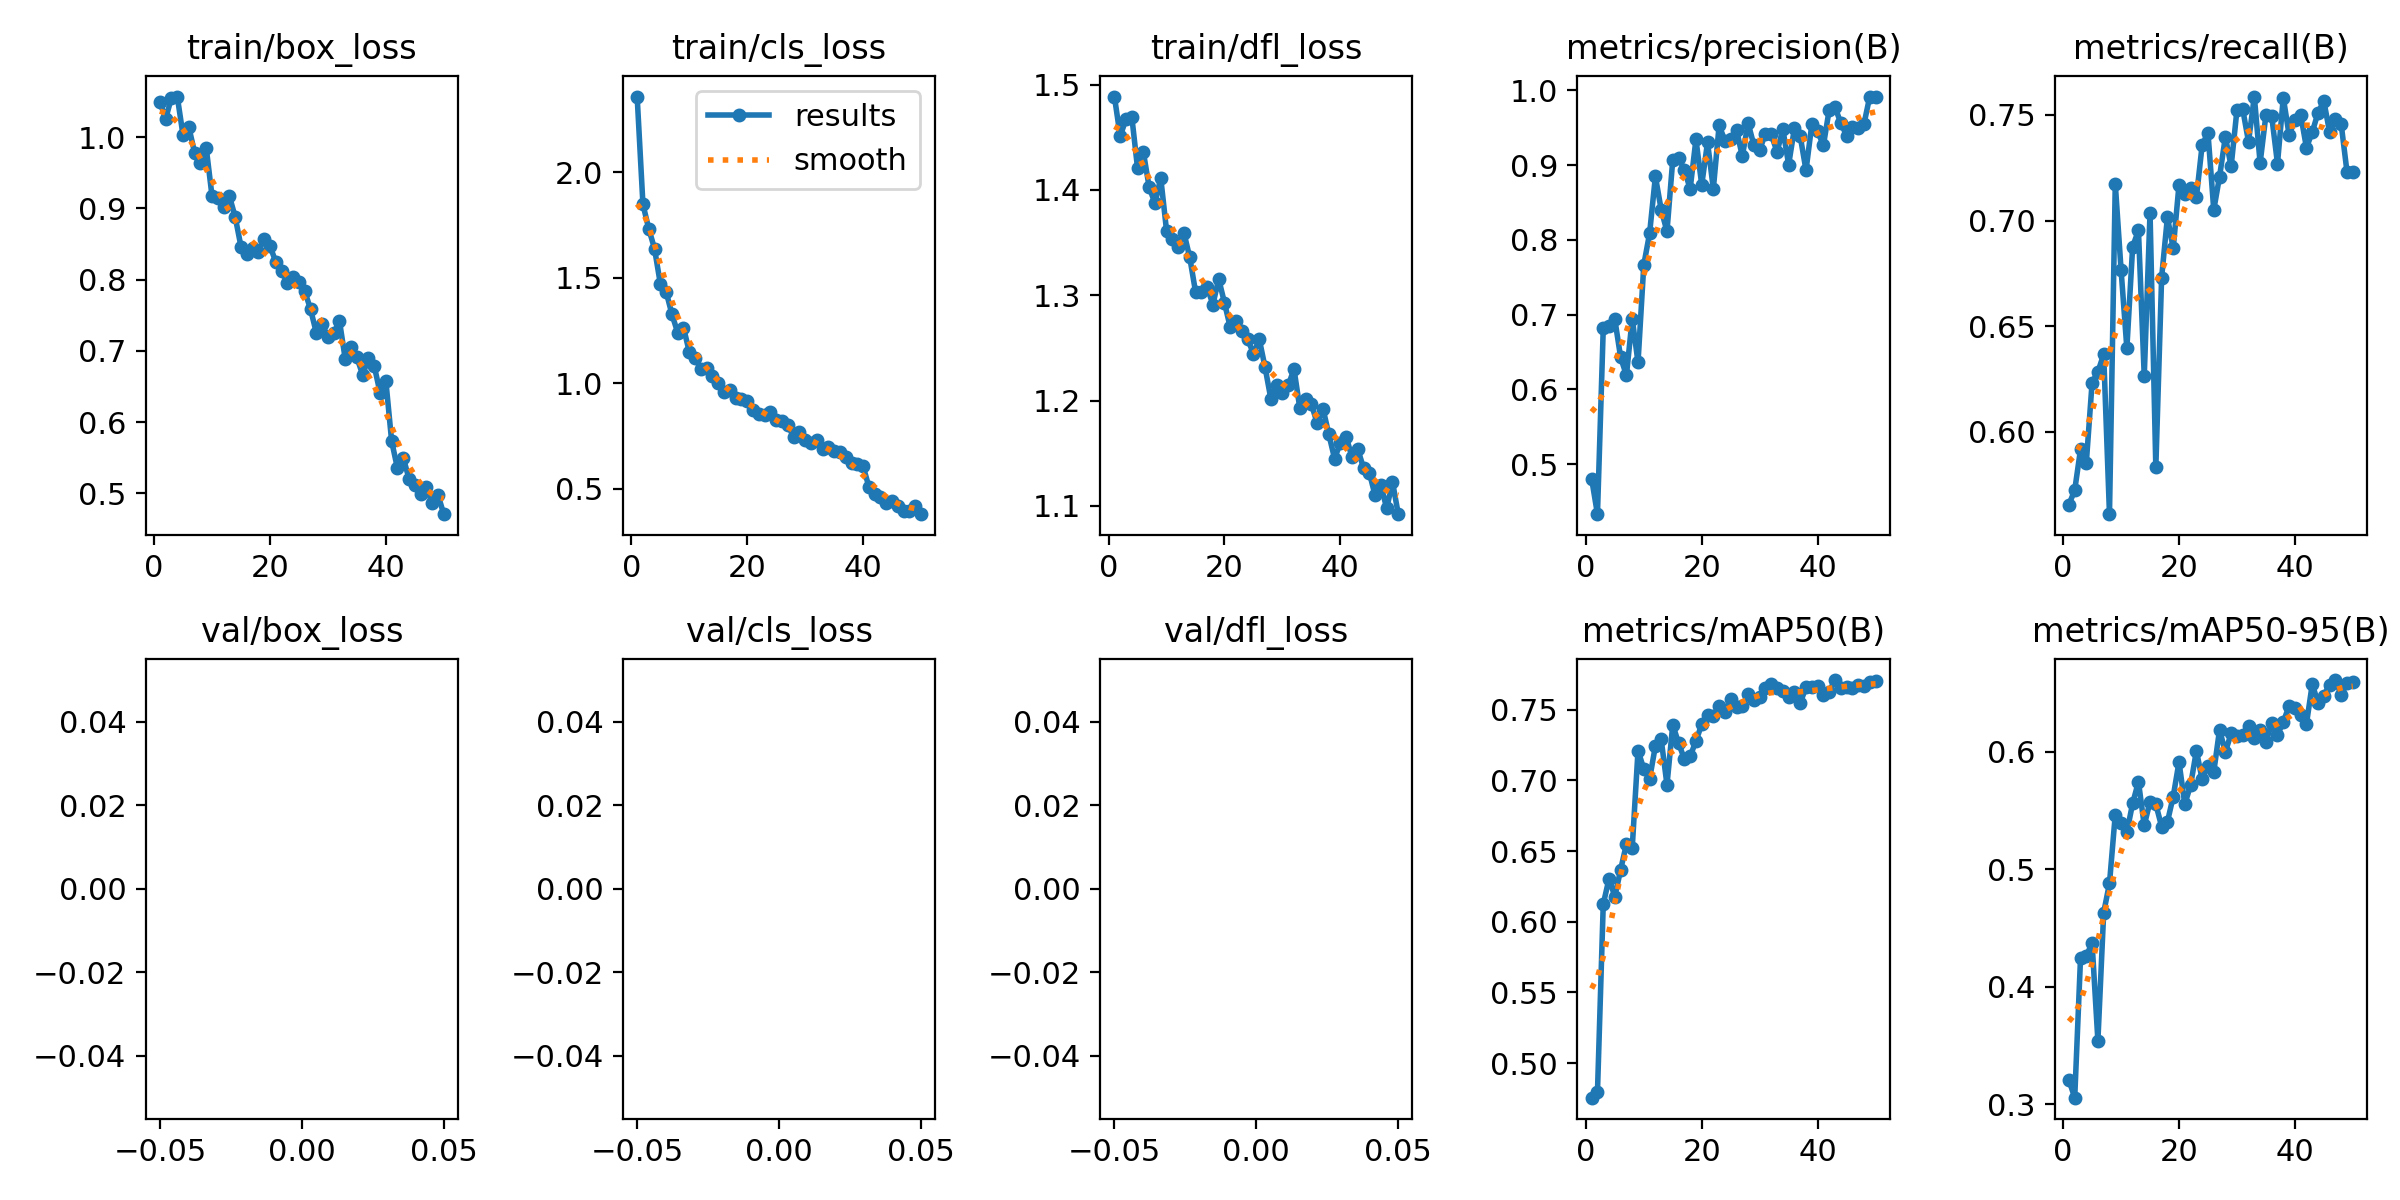 train/box_loss
train/cls_loss
train/dfl_loss
metrics/precision(B)
metrics/recall(B)
1.0
0.9
0.8
0.7
0.6
0.5
0 20 40
results
smooth
2.0
1.5
1.0
0.5
0 20 40
1.5
1.4
1.3
1.2
1.1
0 20 40
1.0
0.9
0.8
0.7
0.6
0.5
0 20 40
0.75
0.70
0.65
0.60
0 20 40
val/box_loss
val/cls_loss
val/dfl_loss
metrics/mAP50(B)
metrics/mAP50-95(B)
0.04
0.02
0.00
−0.02
−0.04
−0.05 0.00 0.05
0.04
0.02
0.00
−0.02
−0.04
−0.05 0.00 0.05
0.04
0.02
0.00
−0.02
−0.04
−0.05 0.00 0.05
0.75
0.70
0.65
0.60
0.55
0.50
0 20 40
0.6
0.5
0.4
0.3
0 20 40